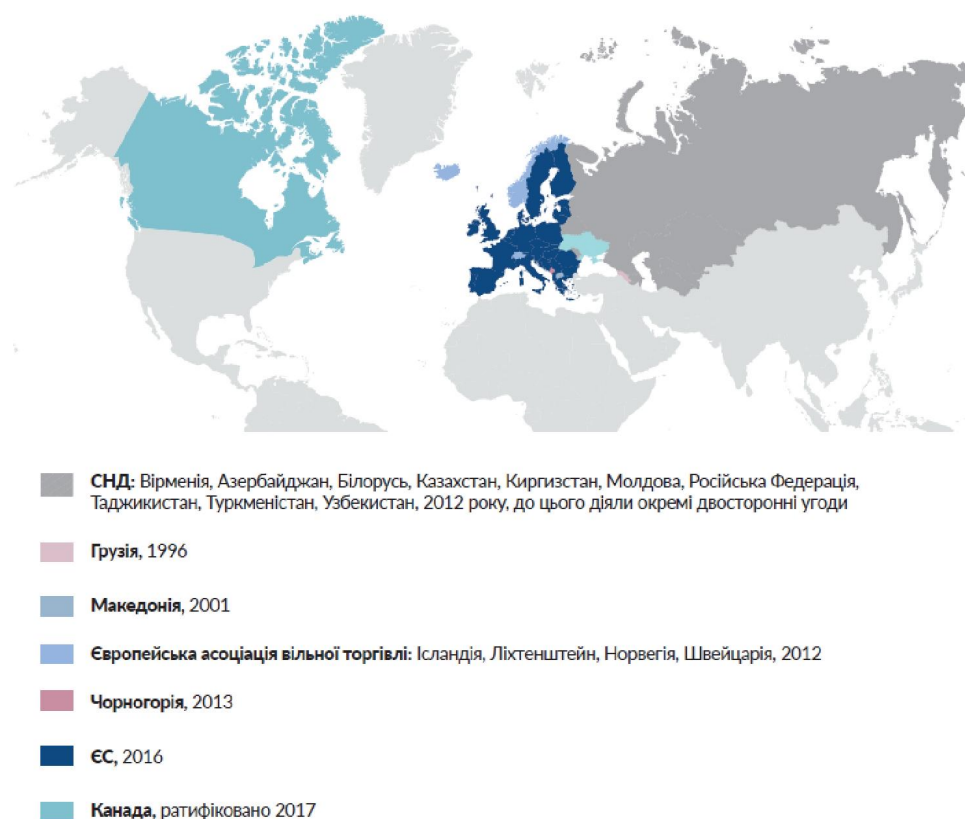 СНД: Вірменія, Азербайджан, Білорусь, Казахстан, Киргизстан, Молдова, Російська Федерація,
Таджикистан, Туркменістан, Узбекистан, 2012 року, до цього діяли окремі двосторонні угоди
Грузія, 1996
Македонія, 2001
Європейська асоціація вільної торгівлі: Ісландія, Ліхтенштейн, Норвегія, Швейцарія, 2012
Чорногорія, 2013
ЄС, 2016
Канада, ратифіковано 2017